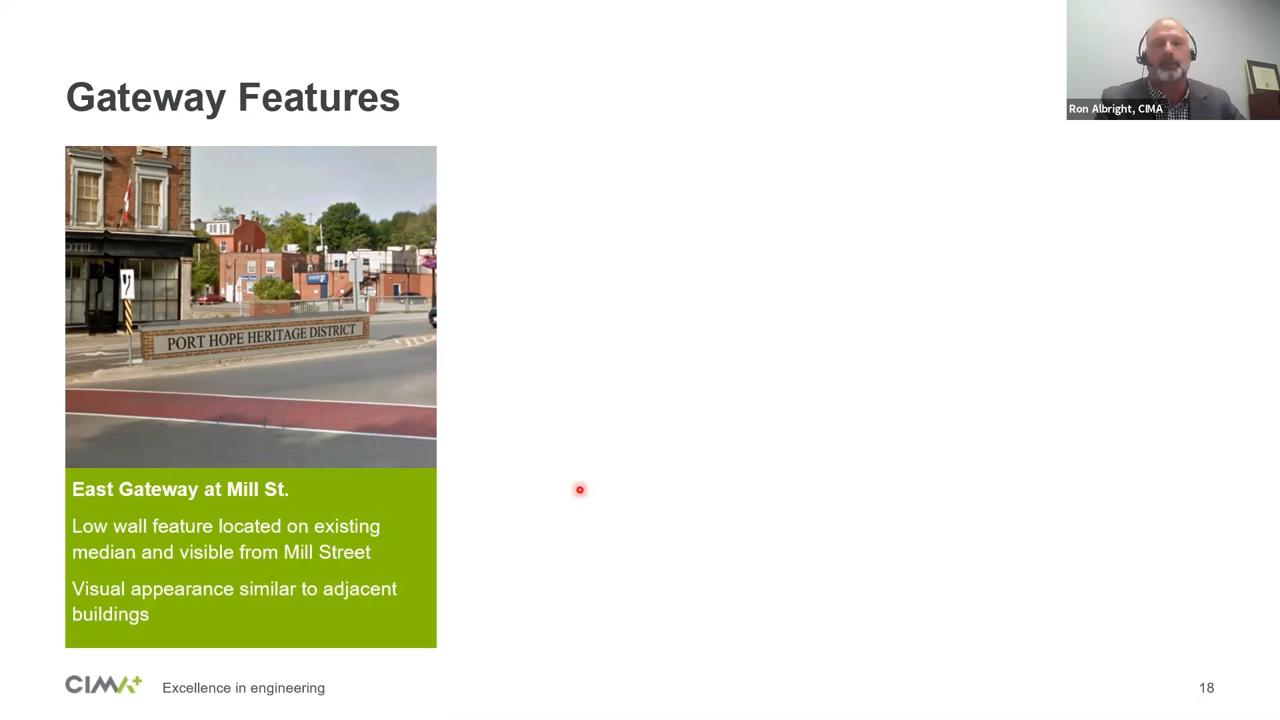 Gateway Features
Ron Albright, CIMA
PORT HOPE HERITAGE DISTRICT
East Gateway at Mill St.
Low wall feature located on existing
median and visible from Mill Street
Visual appearance similar to adjacent
buildings
CIMA+
Excellence in engineering
18